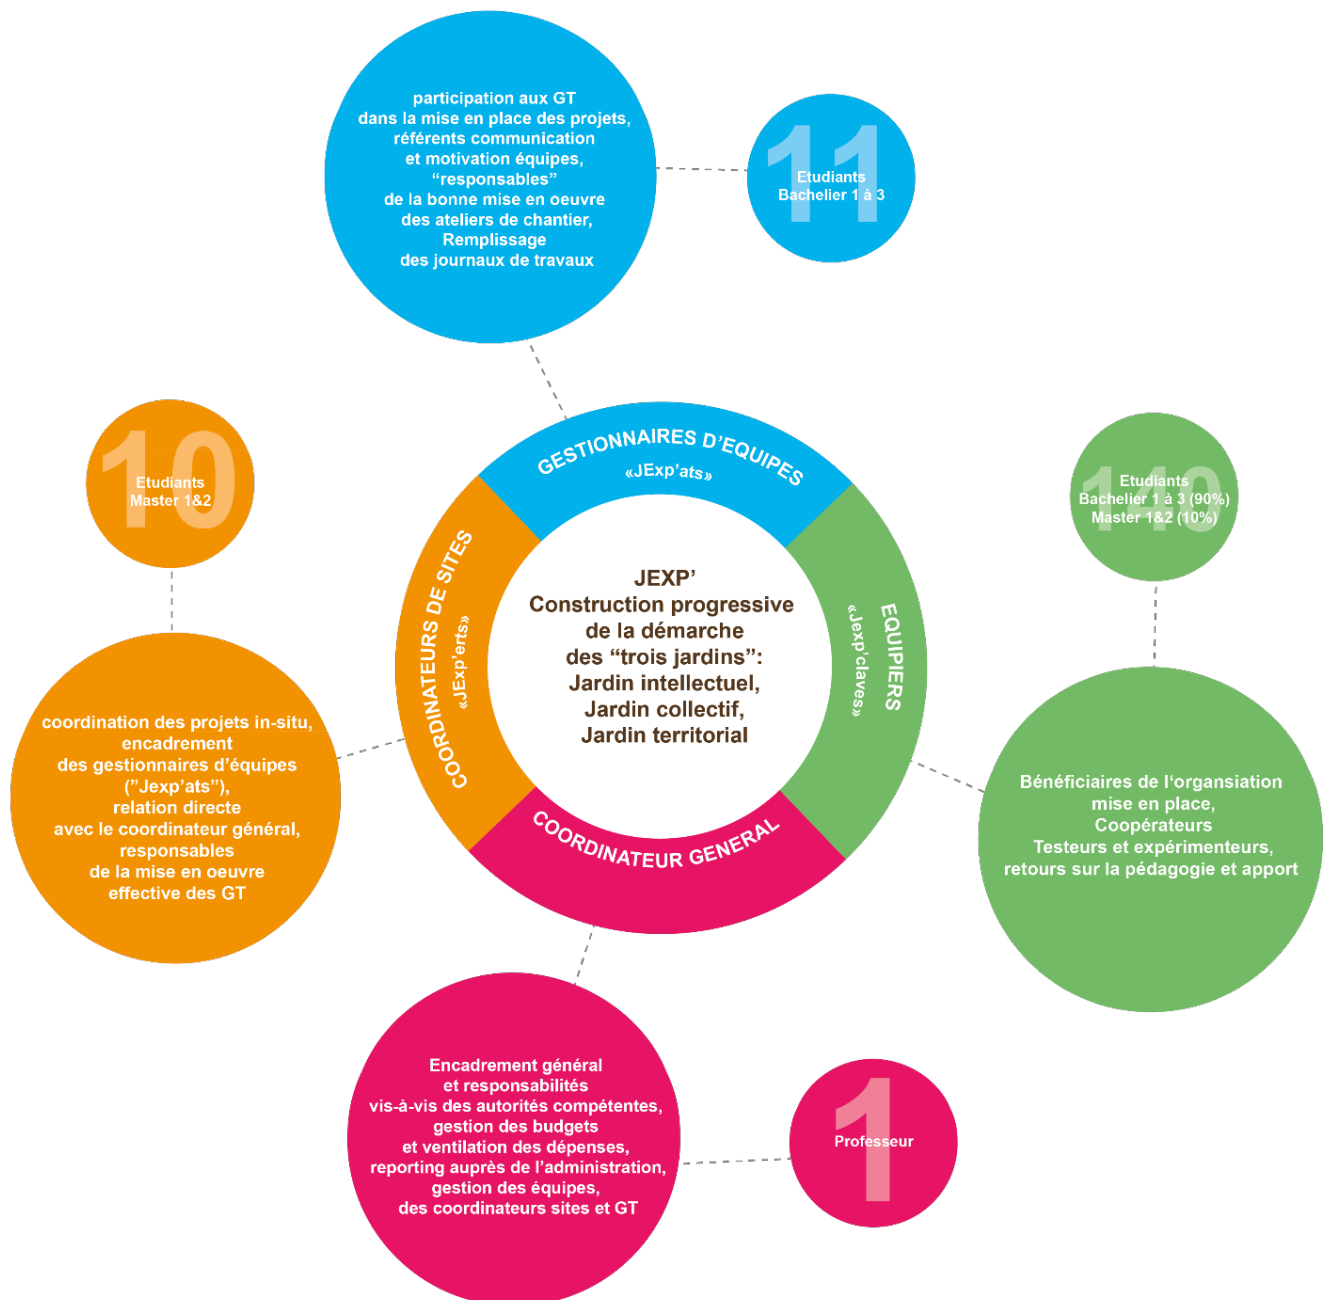 participation aux GT
dans la mise en place des projets,
référents communication
et motivation équipes,
“responsables”
de la bonne mise en oeuvre
des ateliers de chantier,
Remplissage
des journaux de travaux
11
Etudiants
Bachelier 1 à 3
10
Etudiants
Master 1&2
140
Etudiants
Bachelier 1 à 3 (90%)
Master 1&2 (10%)
GESTIONNAIRES D’EQUIPES
«JExp’ats»
COORDINATEURS DE SITES
«JExp’erts»
EQUIPIERS
«Jexp’claves»
COORDINATEUR GENERAL
JEXP’
Construction progressive
de la démarche
des “trois jardins”:
Jardin intellectuel,
Jardin collectif,
Jardin territorial
coordination des projets in-situ,
encadrement
des gestionnaires d’équipes
(”Jexp’ats”),
relation directe
avec le coordinateur général,
responsables
de la mise en oeuvre
effective des GT
Bénéficiaires de l‘organsiation
mise en place,
Coopérateurs
Testeurs et expérimenteurs,
retours sur la pédagogie et apport
Encadrement général
et responsabilités
vis-à-vis des autorités compétentes,
gestion des budgets
et ventilation des dépenses,
reporting auprès de l’administration,
gestion des équipes,
des coordinateurs sites et GT
1
Professeur